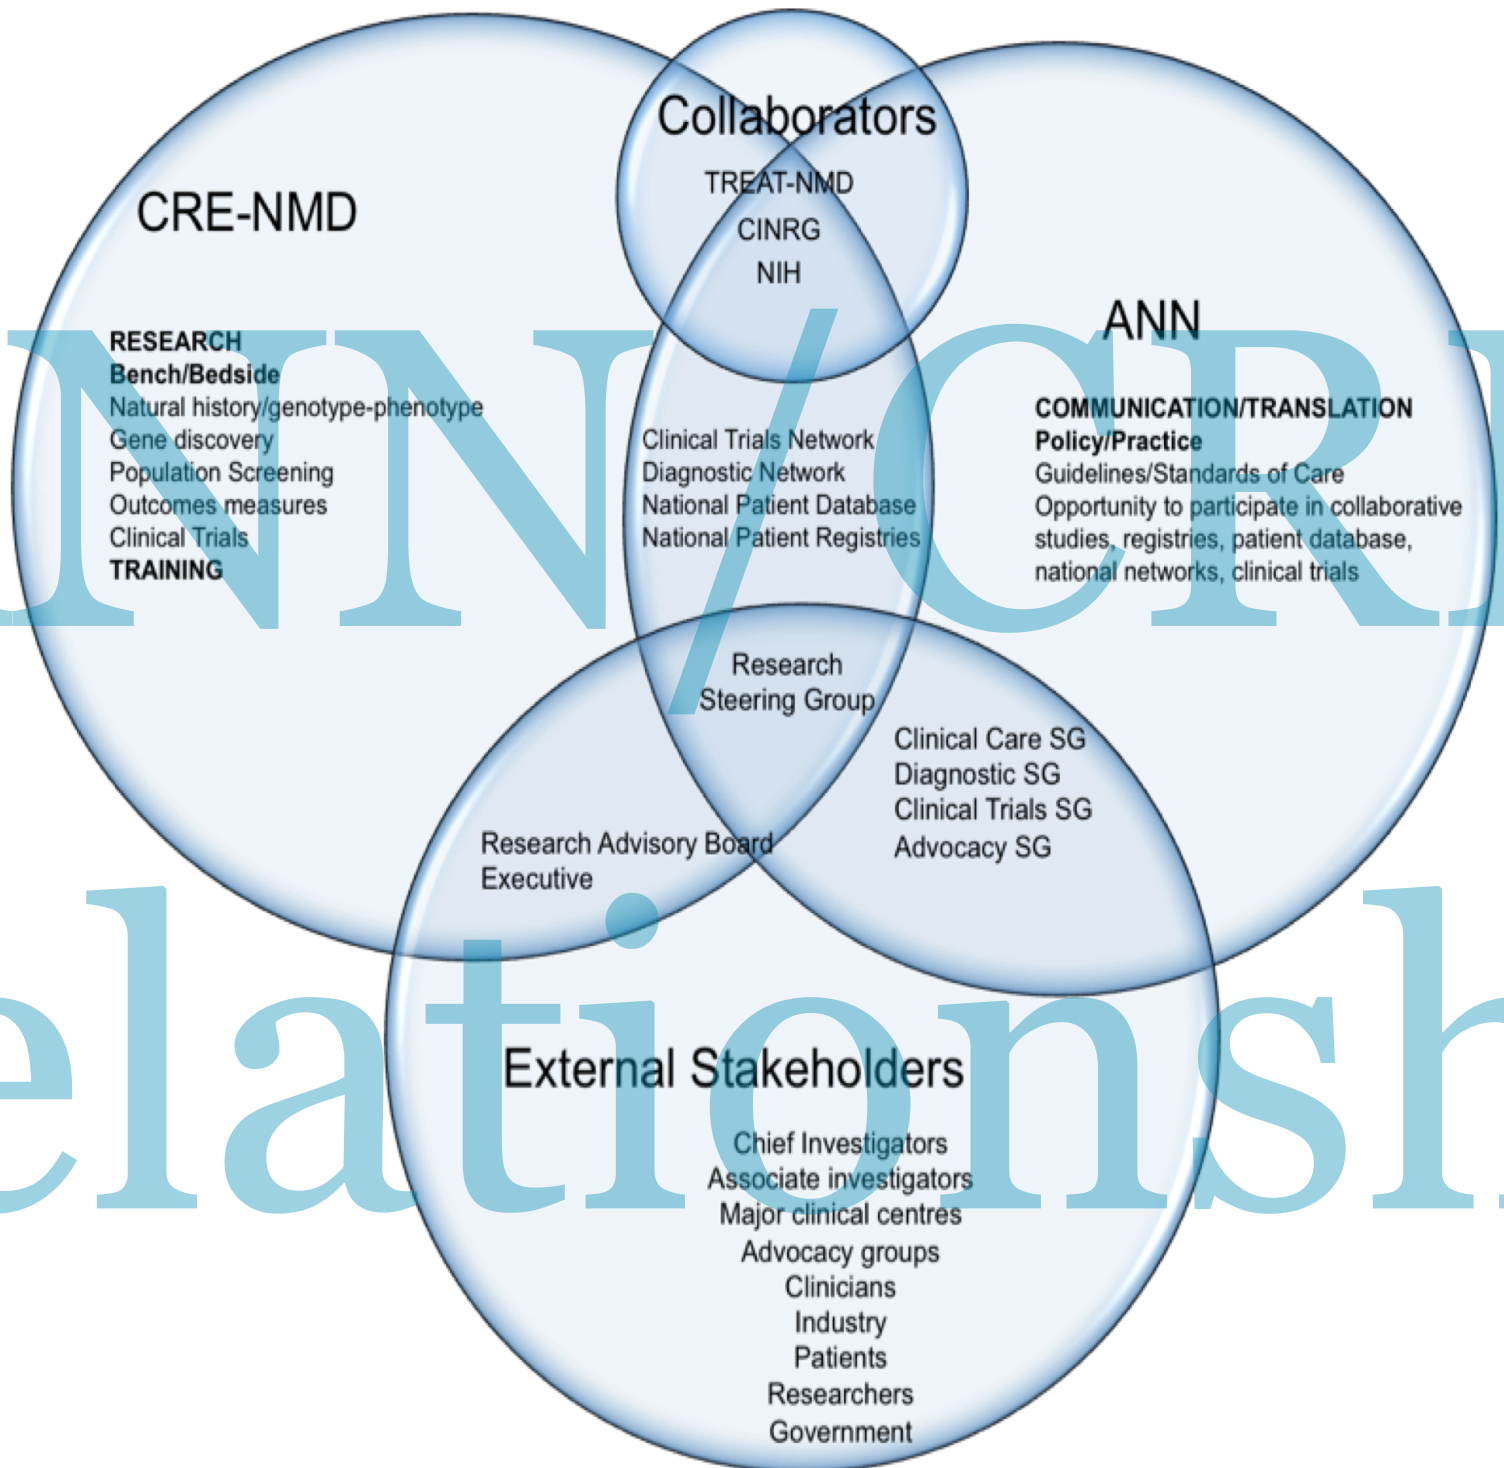 Collaborators
TREAT-NMD
CINRG
NIH
CRE-NMD
RESEARCH
Bench/Bedside
Natural history/genotype-phenotype
Gene discovery
Population Screening
Outcomes measures
Clinical Trials
TRAINING
Clinical Trials Network
Diagnostic Network
National Patient Database
National Patient Registries
ANN
COMMUNICATION/TRANSLATION
Policy/Practice
Guidelines/Standards of Care
Opportunity to participate in collaborative
studies, registries, patient database,
national networks, clinical trials
NN/CR
Research
Steering Group
Clinical Care SG
Diagnostic SG
Clinical Trials SG
Advocacy SG
Research Advisory Board
Executive
elationsh
External Stakeholders
Chief Investigators
Associate investigators
Major clinical centres
Advocacy groups
Clinicians
Industry
Patients
Researchers
Government